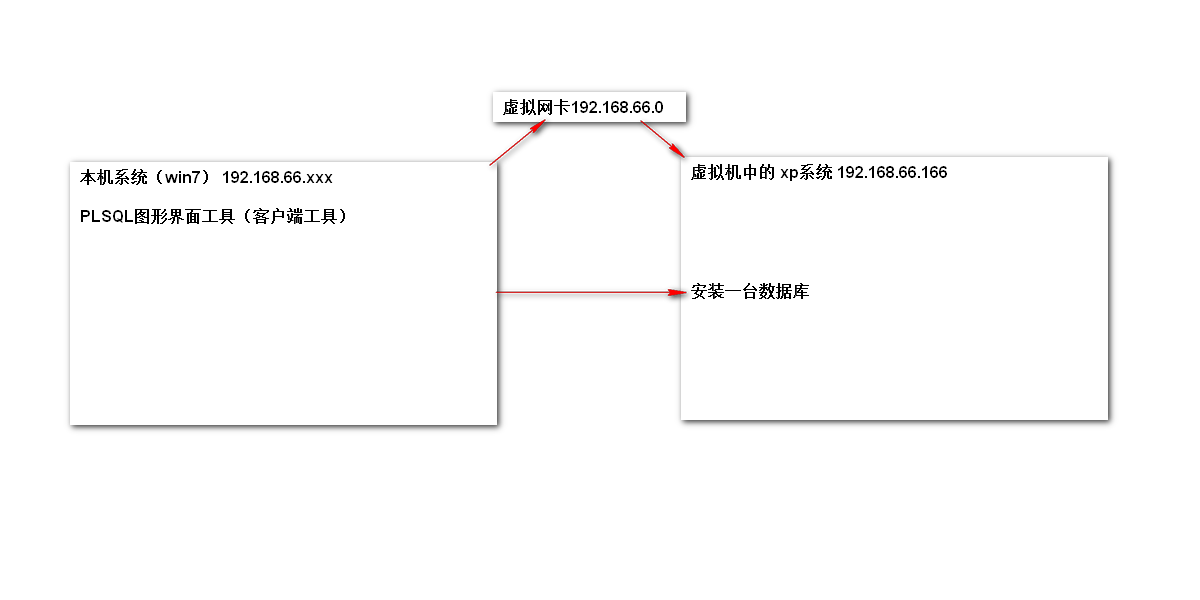 虚拟网卡192.168.66.0
本机系统（win7） 192.168.66.xxx
PLSQL图形界面工具（客户端工具）
虚拟机中的 xp系统 192.168.66.166
安装一台数据库